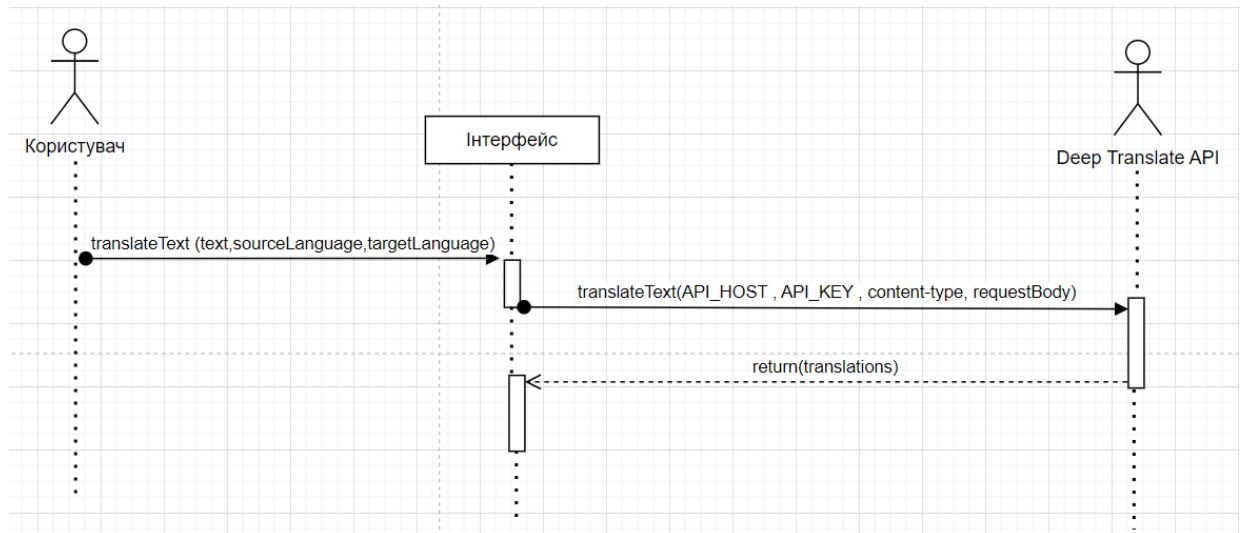 Користувач
Інтерфейс
Deep Translate API
translateText (text,sourceLanguage,targetLanguage)
translateText(API_HOST , API_KEY , content-type, requestBody)
return(translations)